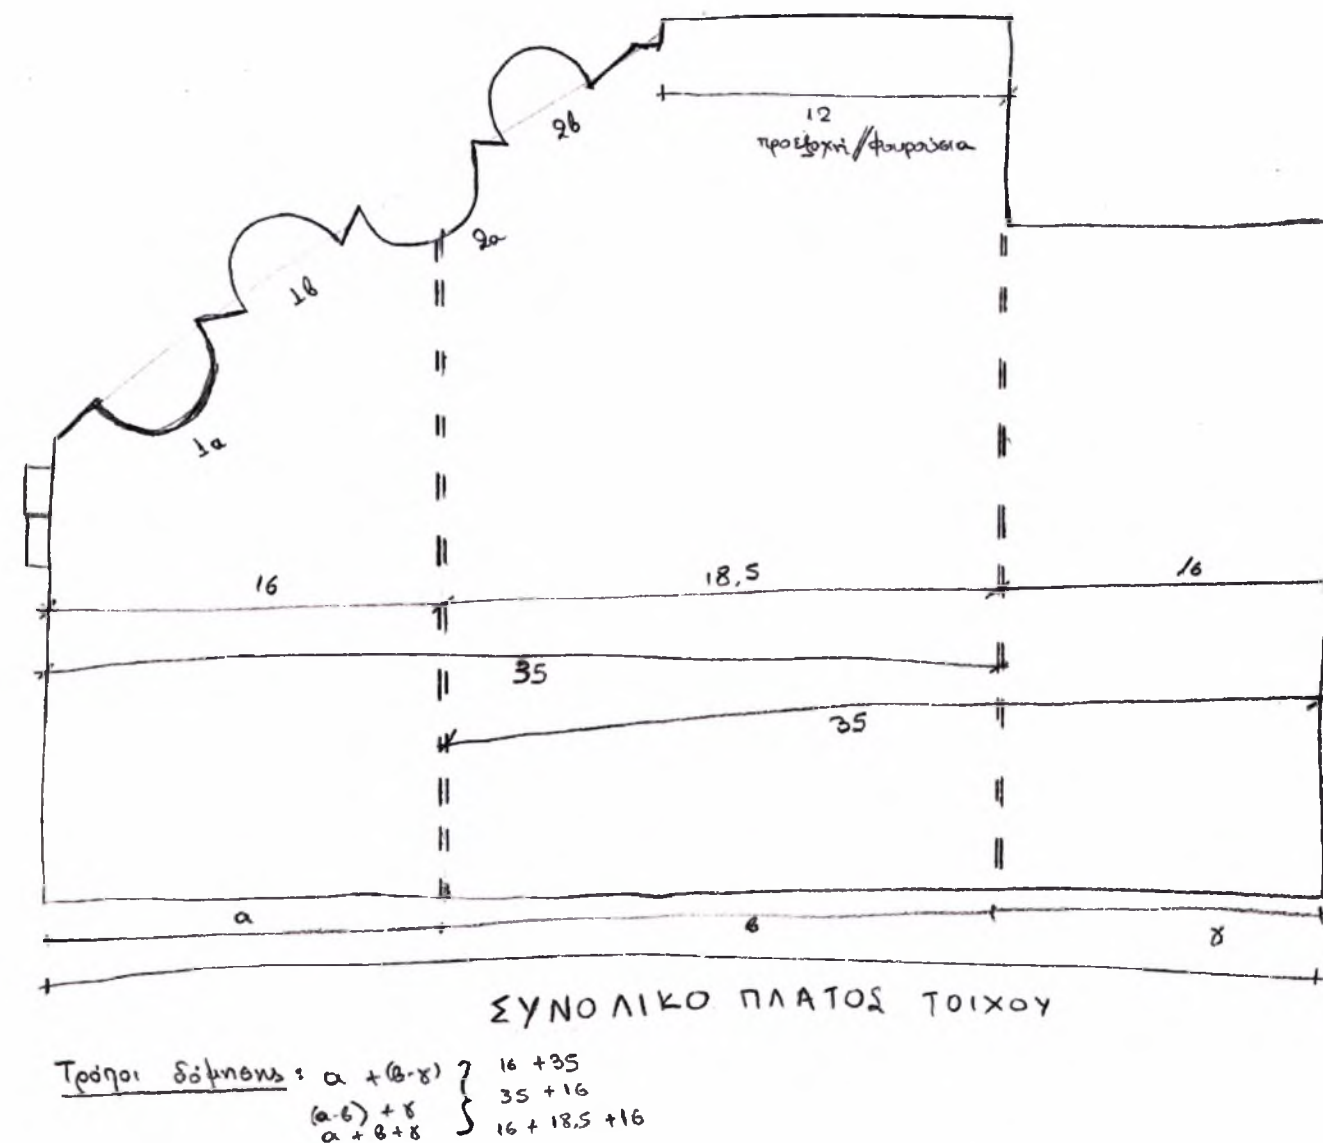 2β
12
προεξοχή/φουρούσια
2α
1β
1α
16
18,5
16
35
35
α
β
γ
ΣΥΝΟΛΙΚΟ ΠΛΑΤΟΣ ΤΟΙΧΟΥ
Τρόποι δόμησης: α + (β-γ) } 16 + 35
(α-β) + γ } 35 + 16
α + β + γ } 16 + 18,5 + 16